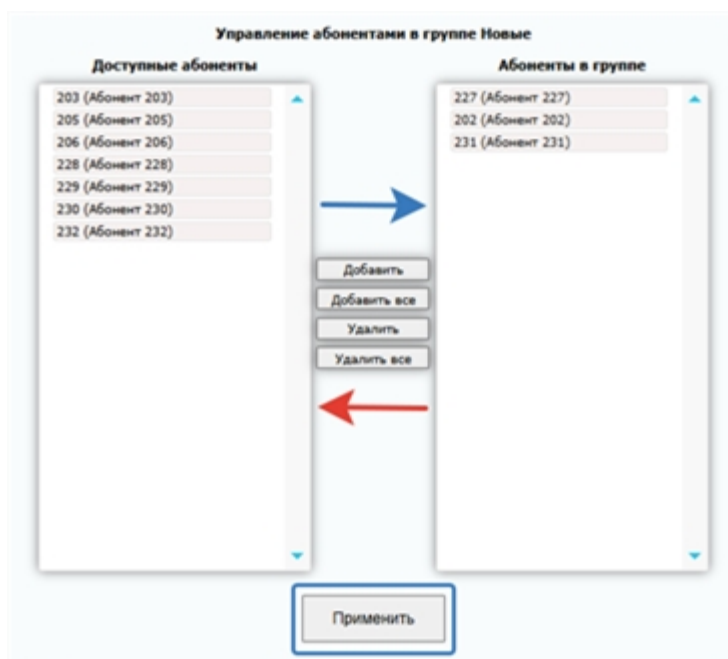 Управление абонентами в группе Новые
Доступные абоненты
203 (Абонент 203)
205 (Абонент 205)
206 (Абонент 206)
228 (Абонент 228)
229 (Абонент 229)
230 (Абонент 230)
232 (Абонент 232)
Добавить
Добавить все
Удалить
Удалить все
Абоненты в группе
227 (Абонент 227)
202 (Абонент 202)
231 (Абонент 231)
Применить